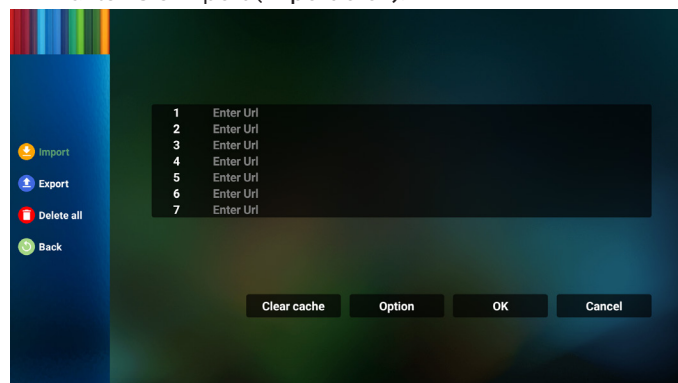 Import
Export
Delete all
Back
1 Enter Url
2 Enter Url
3 Enter Url
4 Enter Url
5 Enter Url
6 Enter Url
7 Enter Url
Clear cache
Option
OK
Cancel